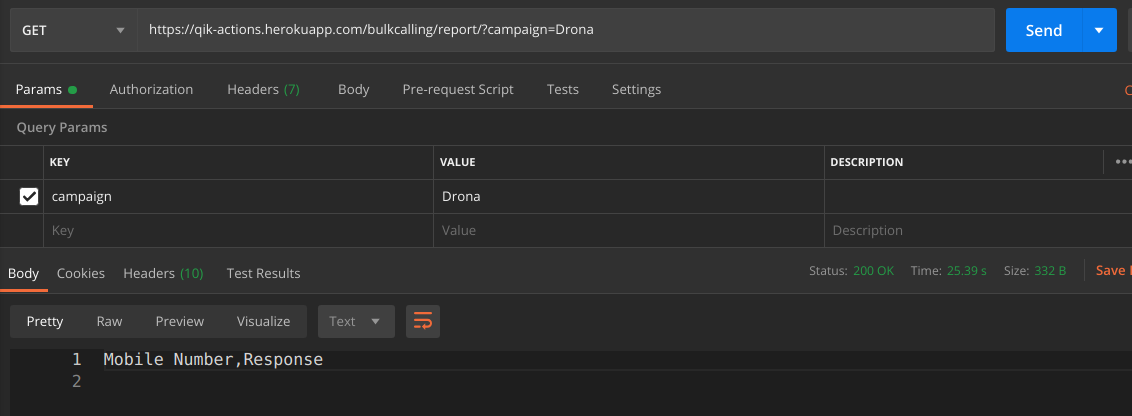 GET https://qik-actions.herokuapp.com/bulkcalling/report/?campaign=Drona Send
Params Authorization Headers (7) Body Pre-request Script Tests Settings C
Query Params
KEY VALUE DESCRIPTION
campaign Drona
Key Value Description
Body Cookies Headers (10) Test Results Status: 200 OK Time: 25.39 s Size: 332 B Save
Pretty Raw Preview Visualize Text
1 Mobile Number,Response
2